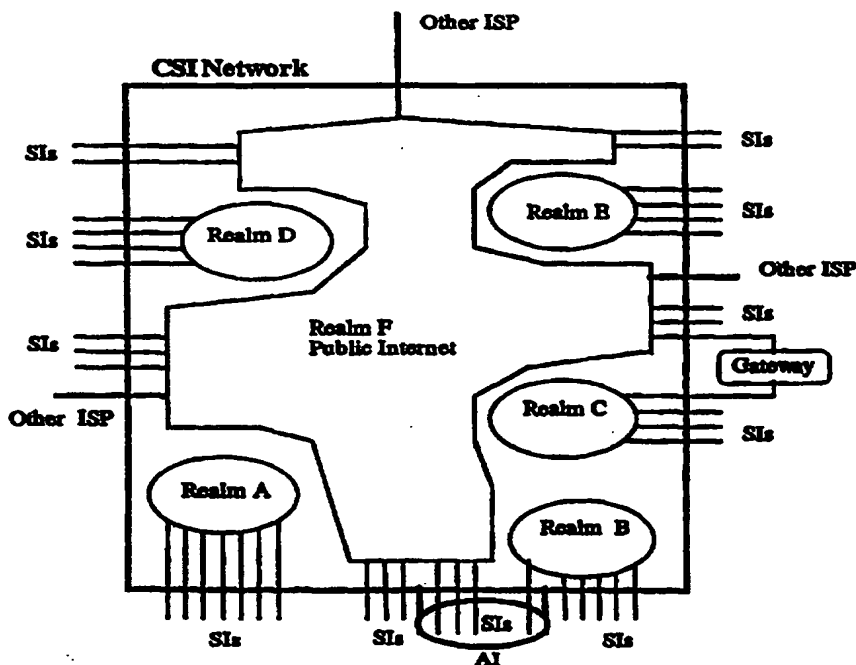 Other ISP
CSI Network
SIs
SIs
Realm D
Realm E
SIs
SIs
Other ISP
SIs
Realm F
Public Internet
SIs
Gateway
Other ISP
Realm C
SIs
Realm A
Realm B
SIs
SIs
SIs
SIs
AI